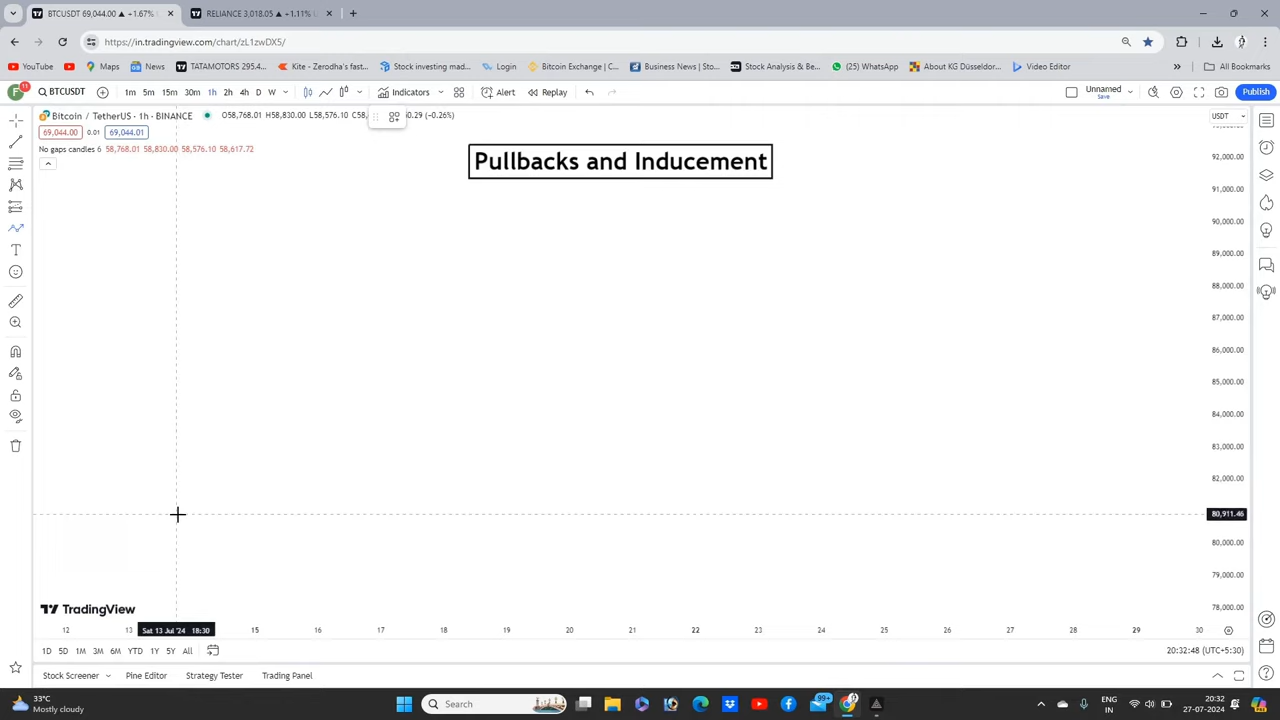 BTCUSDT 69,044.00 ▲ +1.67% U
RELIANCE 3,018.05 ▲ +1.11% U
https://in.tradingview.com/chart/zL1zwDX5/
YouTube
Maps
News
TATAMOTORS 295.4...
Kite - Zerodha's fast...
Stock investing mad...
Login
Bitcoin Exchange | C...
Business News | Sto...
Stock Analysis & Be...
(25) WhatsApp
About KG Düsseldor...
Video Editor
All Bookmarks
11
BTCUSDT
1m 5m 15m 30m 1h 2h 4h D W
Indicators
Alert
Replay
Unnamed
Save
Publish
Bitcoin / TetherUS · 1h · BINANCE
O58,768.01 H58,830.00 L58,576.10 C58, 0.29 (−0.26%)
USDT
69,044.00 0.01 69,044.01
No gaps candles 6 58,768.01 58,830.00 58,576.10 58,617.72
Pullbacks and Inducement
92,000.00
91,000.00
90,000.00
89,000.00
88,000.00
87,000.00
86,000.00
85,000.00
84,000.00
83,000.00
82,000.00
80,911.46
80,000.00
79,000.00
78,000.00
TradingView
12 13 Sat 13 Jul '24 18:30 15 16 17 18 19 20 21 22 23 24 25 26 27 28 29 30
1D 5D 1M 3M 6M YTD 1Y 5Y All
20:32:48 (UTC+5:30)
Stock Screener
Pine Editor
Strategy Tester
Trading Panel
33°C
Mostly cloudy
Search
99+
ENG
IN
20:32
27-07-2024